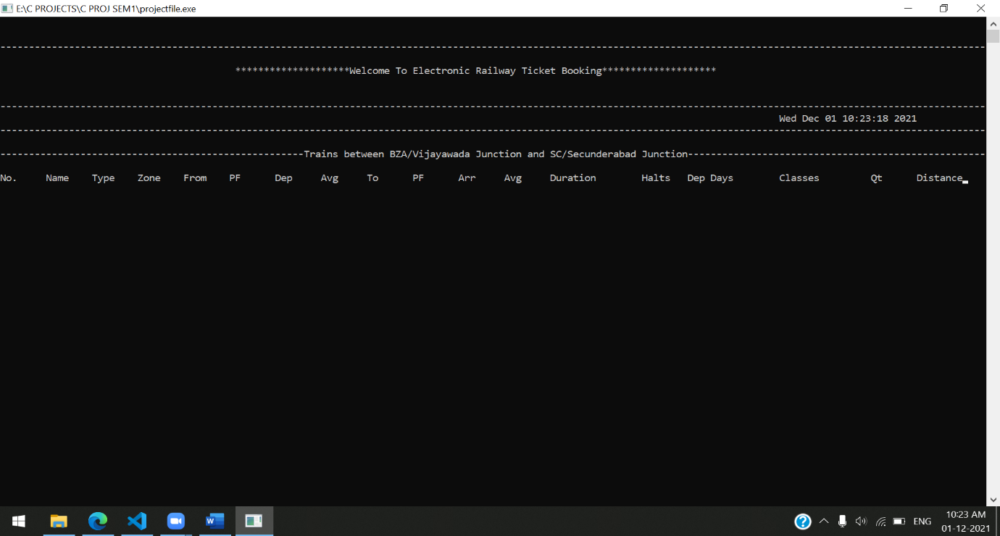 E:\C PROJECTS\C PROJ SEM1\projectfile.exe
--------------------------------------------------------------------------------------------------------------------------------------------------------------------------
********************Welcome To Electronic Railway Ticket Booking********************
--------------------------------------------------------------------------------------------------------------------------------------------------------------------------
Wed Dec 01 10:23:18 2021
--------------------------------------------------------------------------------------------------------------------------------------------------------------------------
-----------------------------------------------------Trains between BZA/Vijayawada Junction and SC/Secunderabad Junction----------------------------------------------------
No. Name Type Zone From PF Dep Avg To PF Arr Avg Duration Halts Dep Days Classes Qt Distance
ENG
10:23 AM
01-12-2021